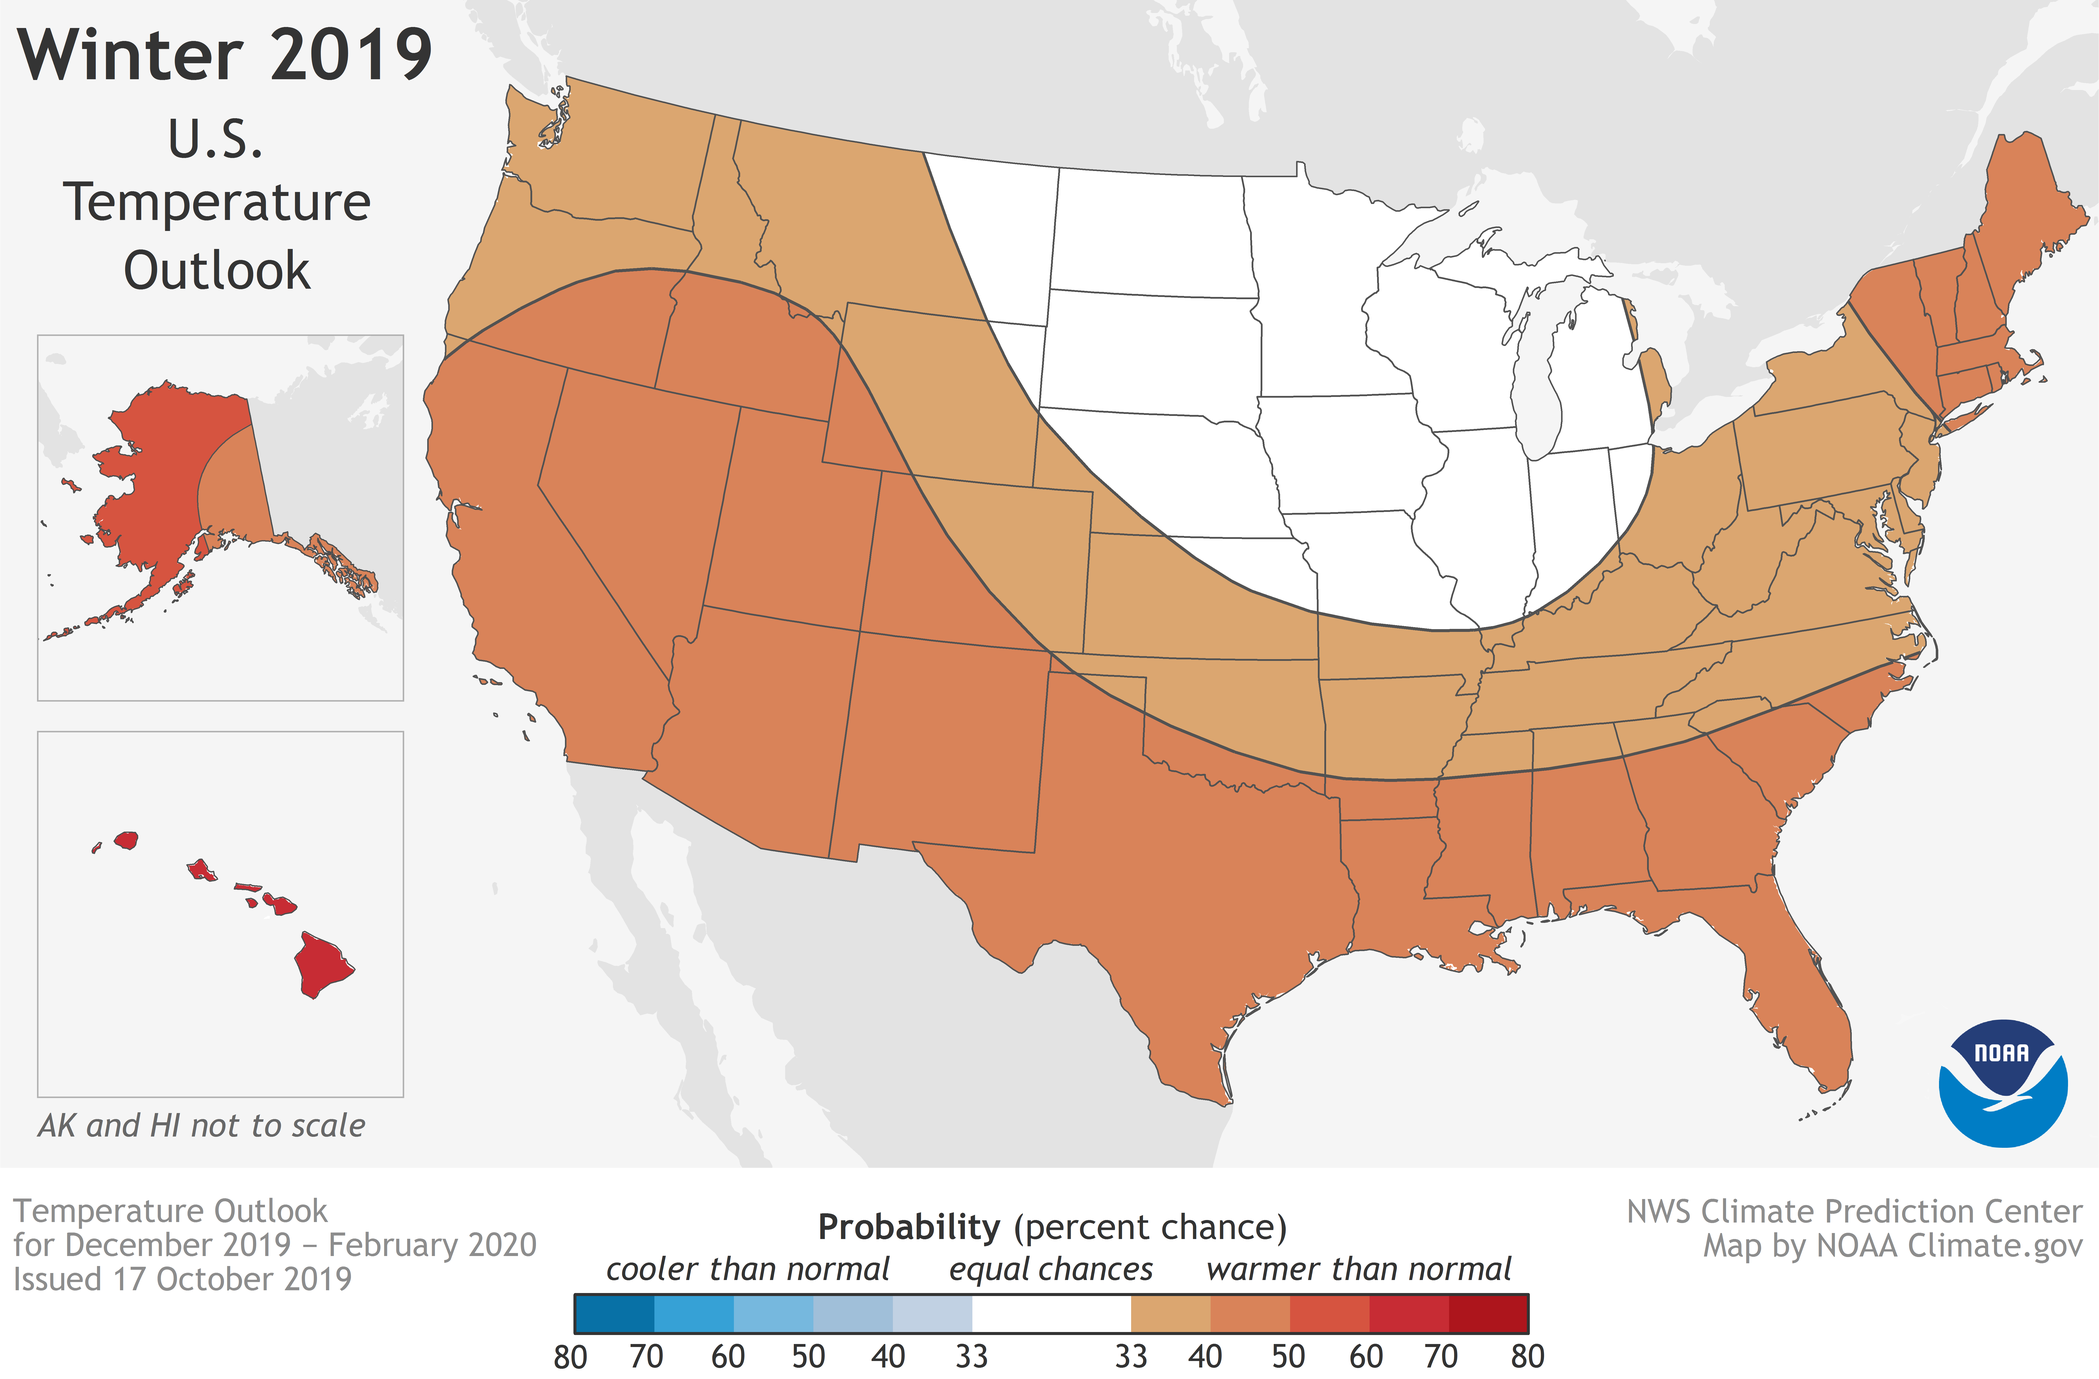 Winter 2019
U.S.
Temperature
Outlook
AK and HI not to scale
NOAA
Temperature Outlook
for December 2019 – February 2020
Issued 17 October 2019
Probability (percent chance)
cooler than normal equal chances warmer than normal
80 70 60 50 40 33 33 40 50 60 70 80
NWS Climate Prediction Center
Map by NOAA Climate.gov